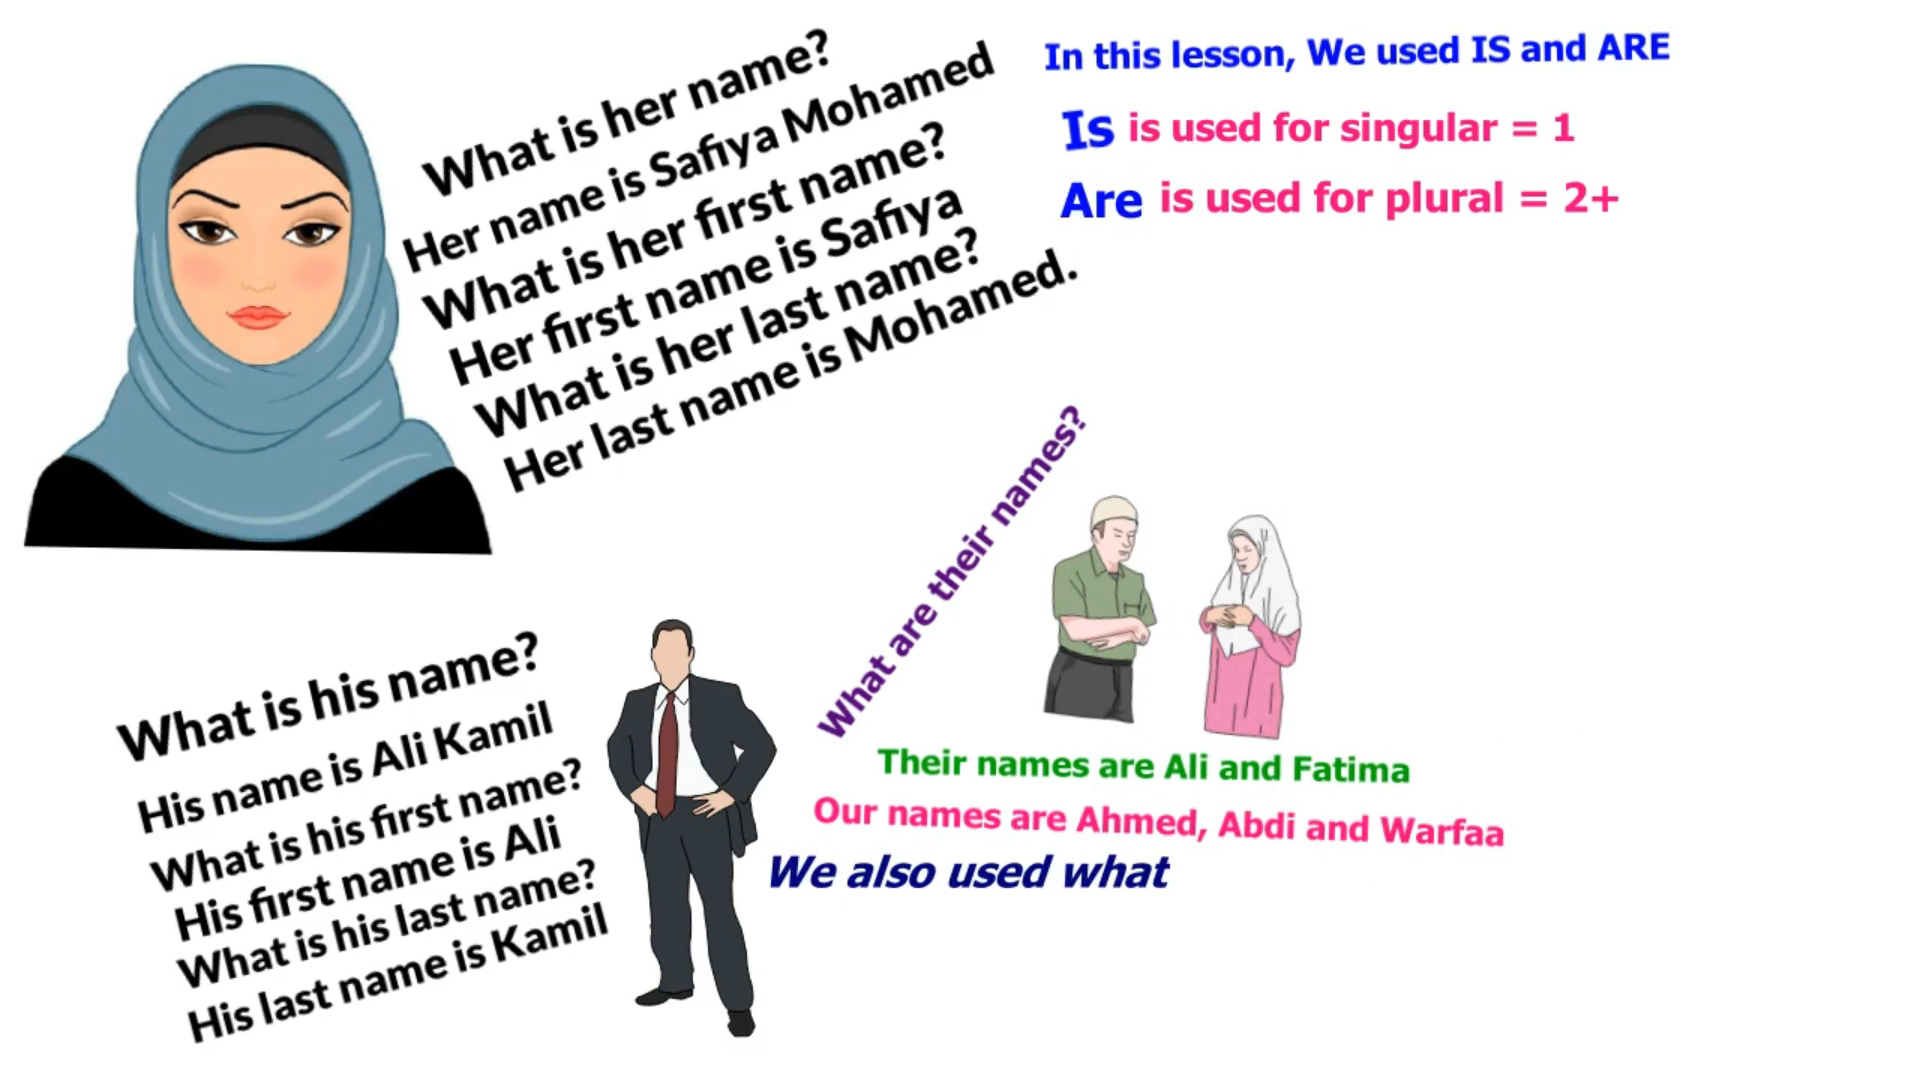 What is her name?
Her name is Safiya Mohamed
What is her first name?
Her first name is Safiya
What is her last name?
Her last name is Mohamed.
In this lesson, We used IS and ARE
Is is used for singular = 1
Are is used for plural = 2+
What is his name?
His name is Ali Kamil
What is his first name?
His first name is Ali
What is his last name?
His last name is Kamil
What are their names?
Their names are Ali and Fatima
Our names are Ahmed, Abdi and Warfaa
We also used what